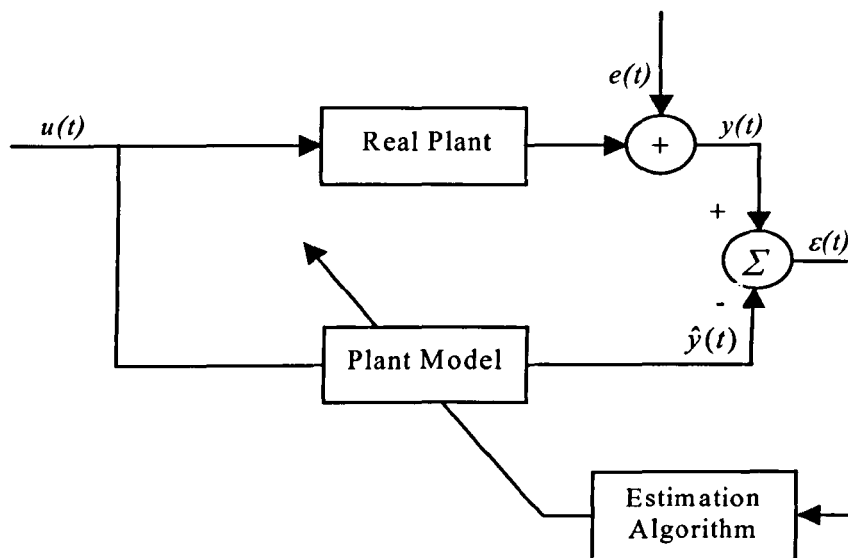 e(t)
u(t)
Real Plant
+
y(t)
+
Σ
ε(t)
-
ŷ(t)
Plant Model
Estimation
Algorithm